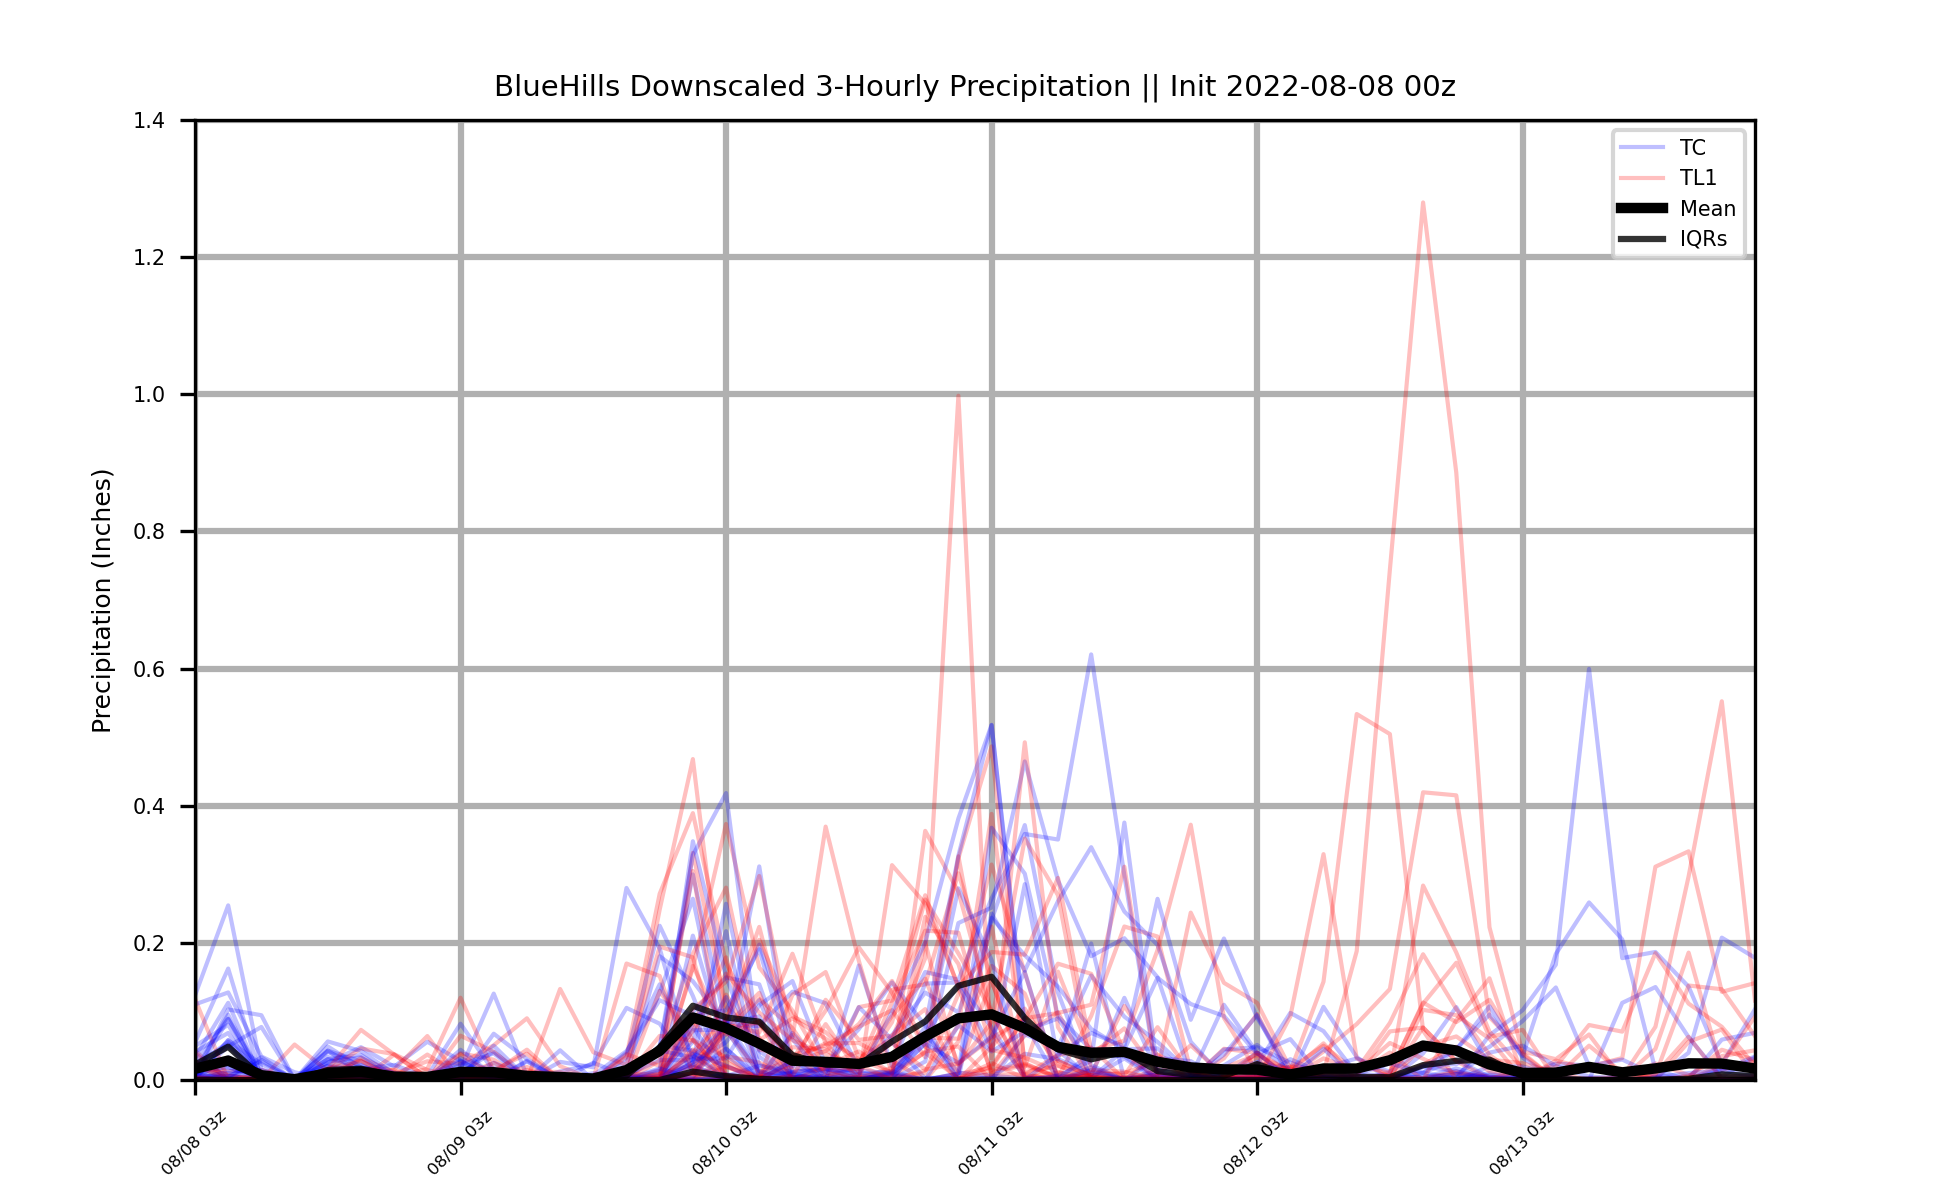 BlueHills Downscaled 3-Hourly Precipitation || Init 2022-08-08 00z
Precipitation (Inches)
1.4
1.2
1.0
0.8
0.6
0.4
0.2
0.0
TC
TL1
Mean
IQRs
08/08 03z
08/09 03z
08/10 03z
08/11 03z
08/12 03z
08/13 03z